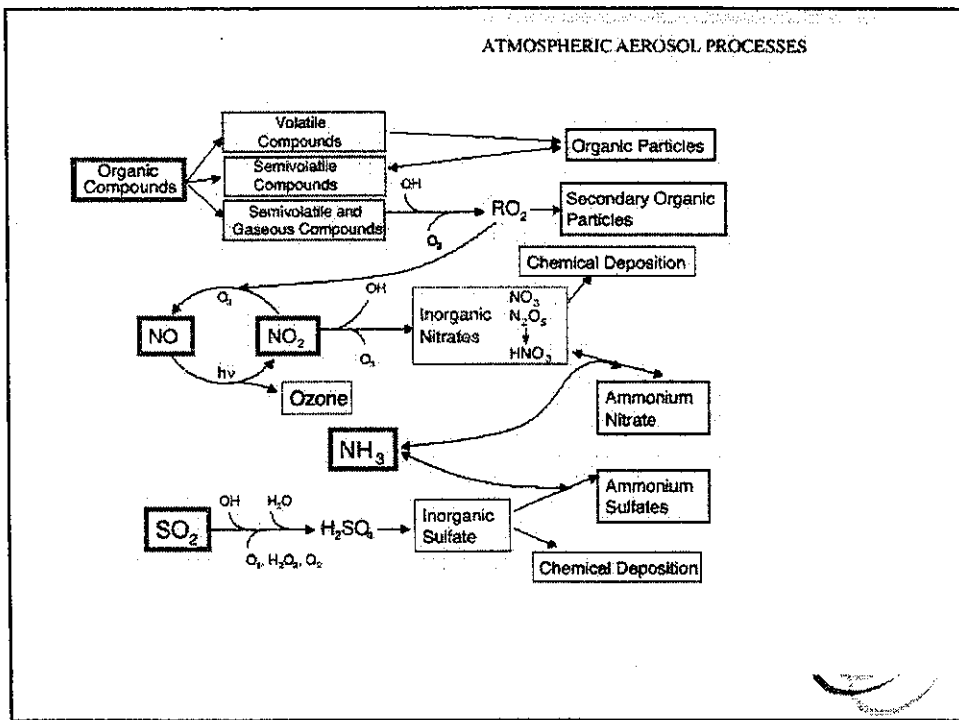 ATMOSPHERIC AEROSOL PROCESSES
Volatile
Compounds
Organic Particles
Organic
Compounds
Semivolatile
Compounds
OH
Semivolatile and
Gaseous Compounds
RO₂
Secondary Organic
Particles
O₃
Chemical Deposition
O₃
OH
NO
NO₂
Inorganic
Nitrates
NO₃
N₂O₅
HNO₃
O₃
hν
Ozone
Ammonium
Nitrate
NH₃
Ammonium
Sulfates
SO₂
OH
H₂O
H₂SO₄
Inorganic
Sulfate
O₃, H₂O₂, O₂
Chemical Deposition